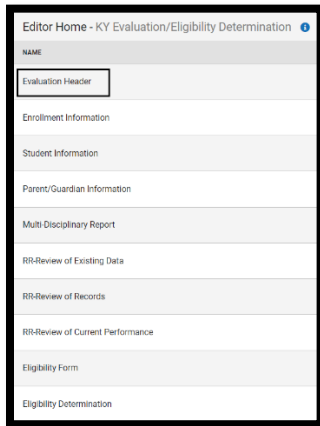 Editor Home - KY Evaluation/Eligibility Determination
NAME
Evaluation Header
Enrollment Information
Student Information
Parent/Guardian Information
Multi-Disciplinary Report
RR-Review of Existing Data
RR-Review of Records
RR-Review of Current Performance
Eligibility Form
Eligibility Determination